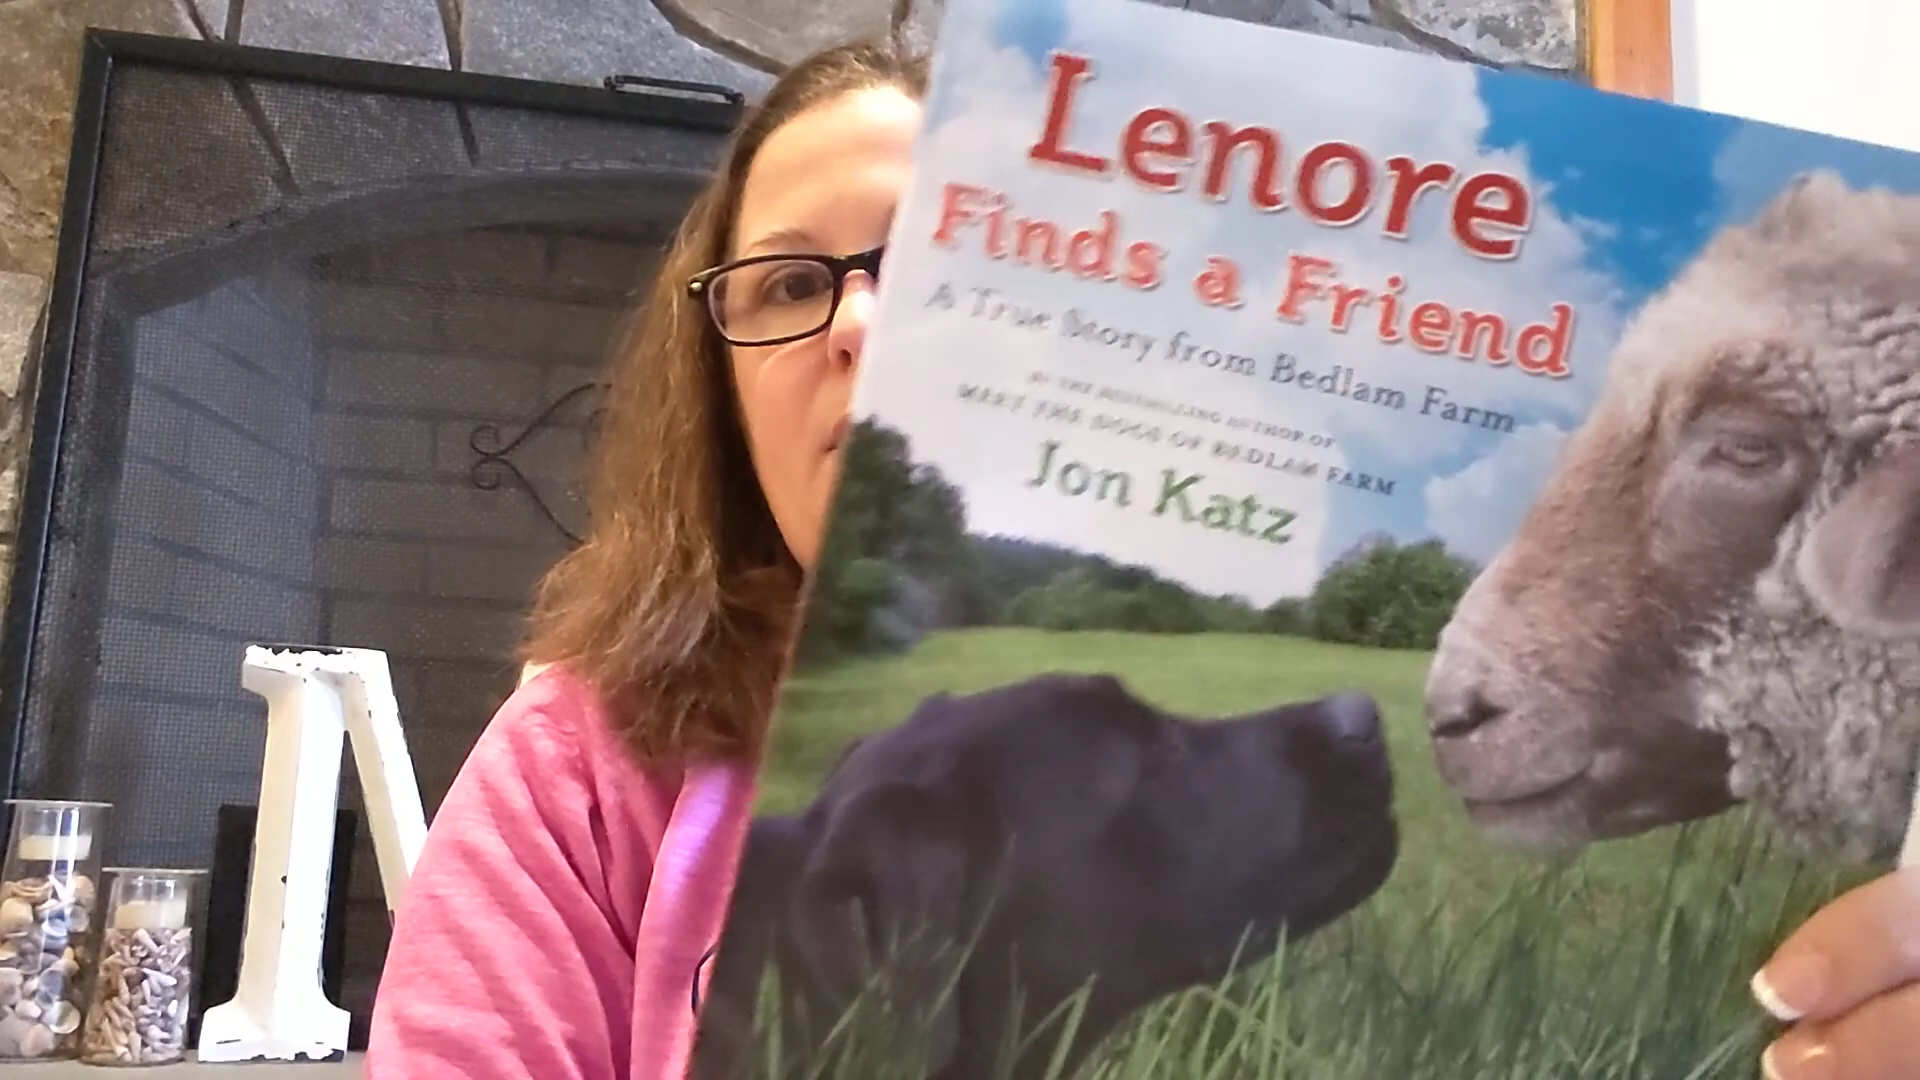 Lenore
Finds a Friend
A True Story from Bedlam Farm
BY THE BESTSELLING AUTHOR OF
MEET THE DOGS OF BEDLAM FARM
Jon Katz
N